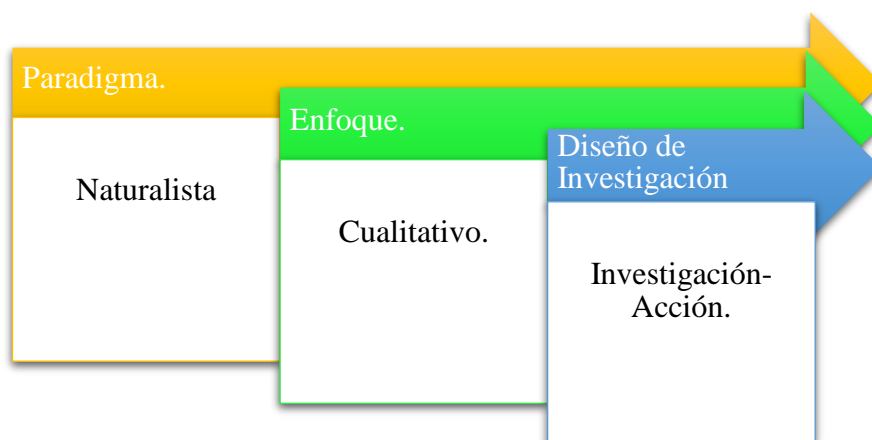 Paradigma.
Naturalista
Enfoque.
Cualitativo.
Diseño de
Investigación
Investigación-
Acción.